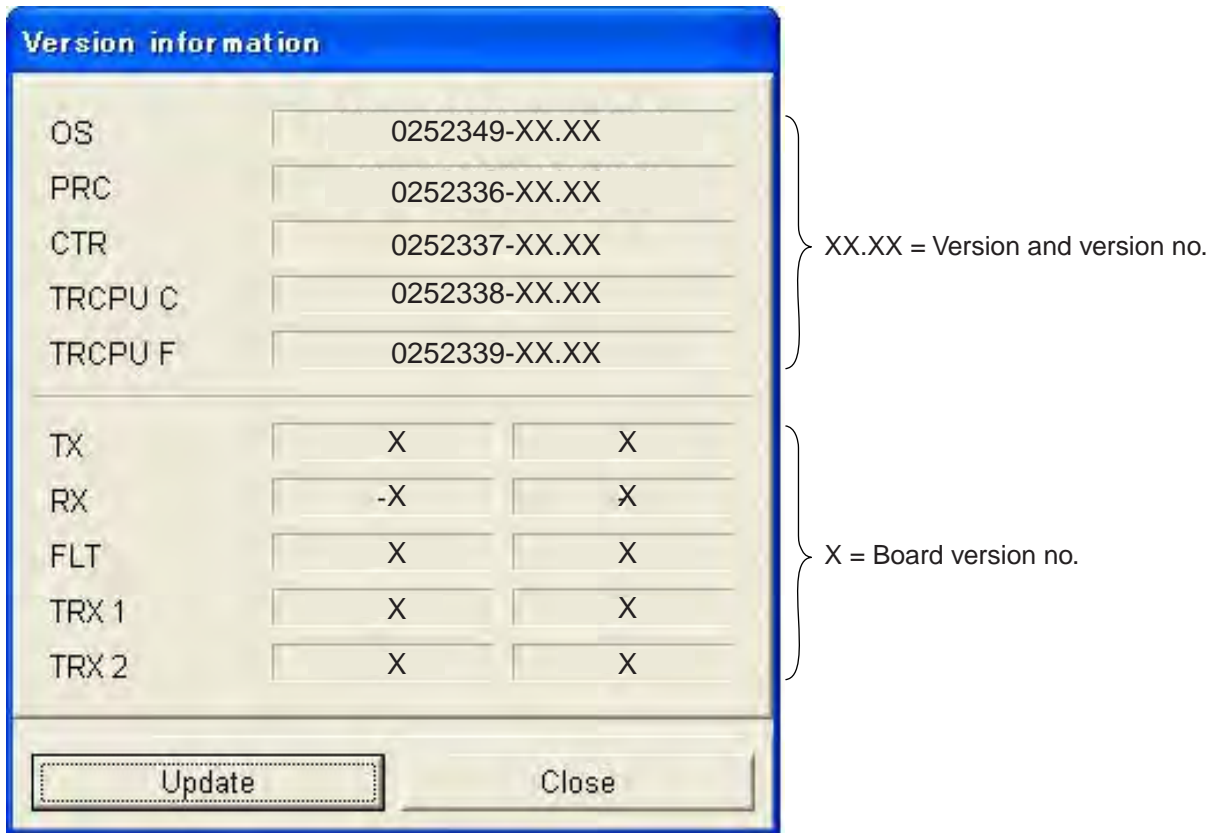 Version information
OS 0252349-XX.XX
PRC 0252336-XX.XX
CTR 0252337-XX.XX XX.XX = Version and version no.
TRCPU C 0252338-XX.XX
TRCPU F 0252339-XX.XX
TX X X
RX -X -X
FLT X X X = Board version no.
TRX 1 X X
TRX 2 X X
Update Close